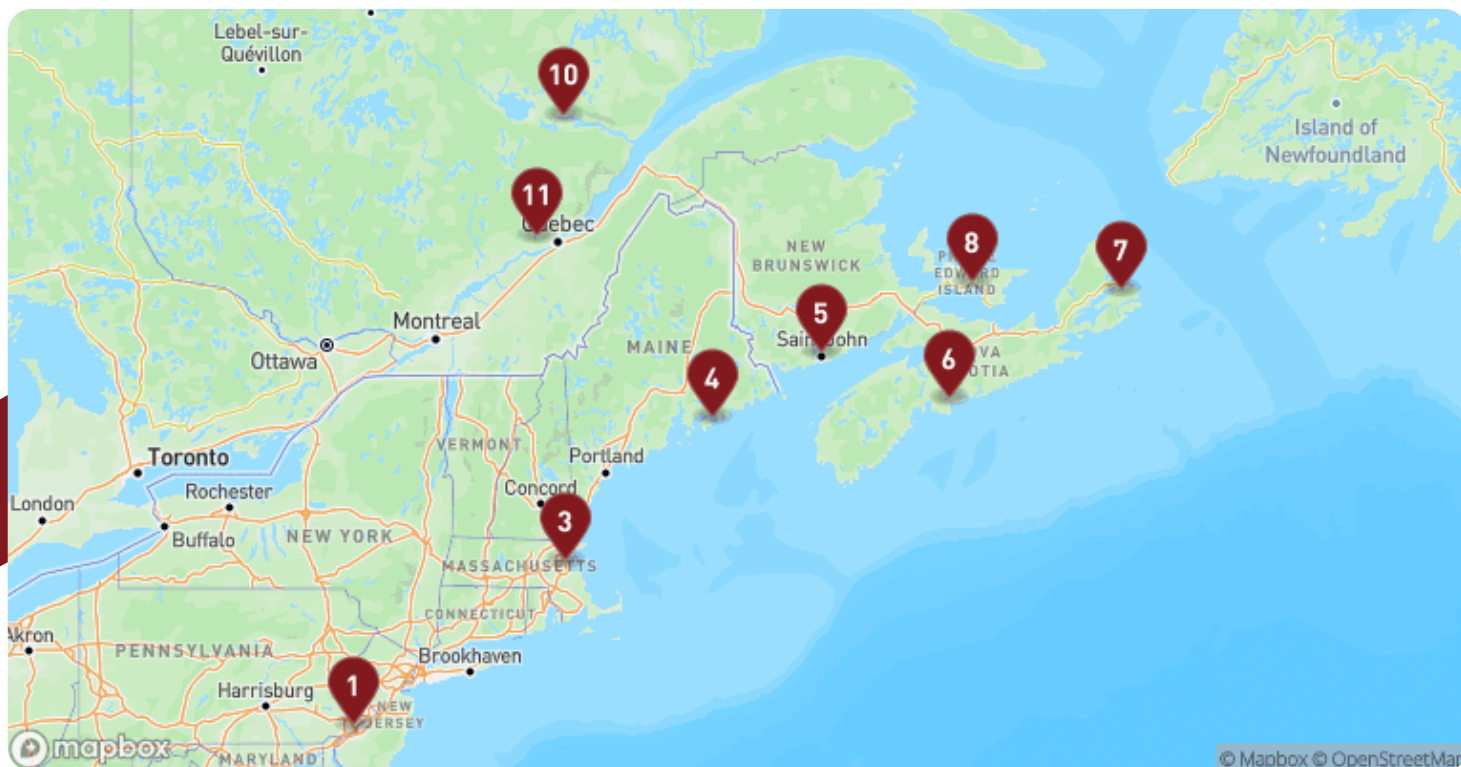 Lebel-sur-
Quévillon
10
Island of
Newfoundland
11
Quebec
NEW
BRUNSWICK
8
EDWARD
ISLAND
7
5
Saint John
Montreal
Ottawa
MAINE
4
6
VERMONT
Toronto
Portland
Rochester
Concord
London
3
Buffalo
NEW YORK
MASSACHUSETTS
CONNECTICUT
Akron
PENNSYLVANIA
Brookhaven
1
Harrisburg
NEW
JERSEY
mapbox
MARYLAND
© Mapbox © OpenStreetMap